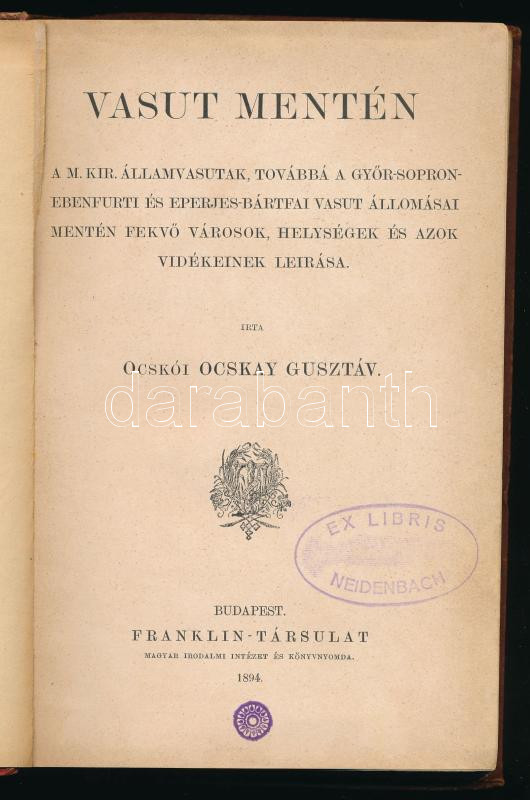 VASUT MENTÉN
A M. KIR. ÁLLAMVASUTAK, TOVÁBBÁ A GYŐR-SOPRON-
EBENFURTI ÉS EPERJES-BÁRTFAI VASUT ÁLLOMÁSAI
MENTÉN FEKVŐ VÁROSOK, HELYSÉGEK ÉS AZOK
VIDÉKEINEK LEIRÁSA.
IRTA
OCSKÓI OCSKAY GUSZTÁV.
darabanth
EX LIBRIS
NEIDENBACH
BUDAPEST.
FRANKLIN-TÁRSULAT
MAGYAR IRODALMI INTÉZET ÉS KÖNYVNYOMDA.
1894.